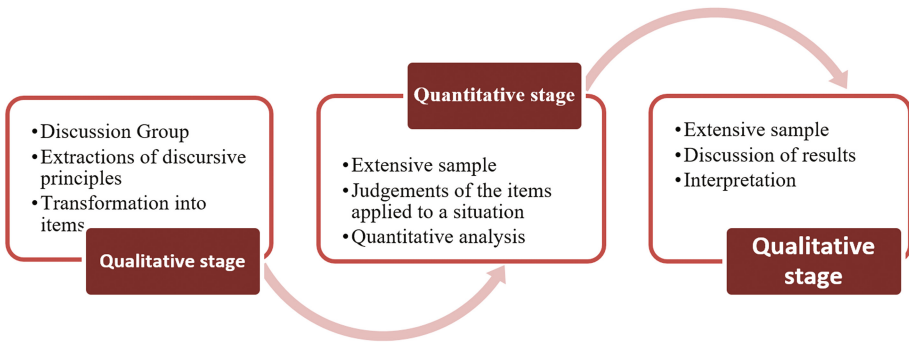 •Discussion Group
•Extractions of discursive
principles
•Transformation into
items
Qualitative stage
Quantitative stage
•Extensive sample
•Judgements of the items
applied to a situation
•Quantitative analysis
•Extensive sample
•Discussion of results
•Interpretation
Qualitative
stage